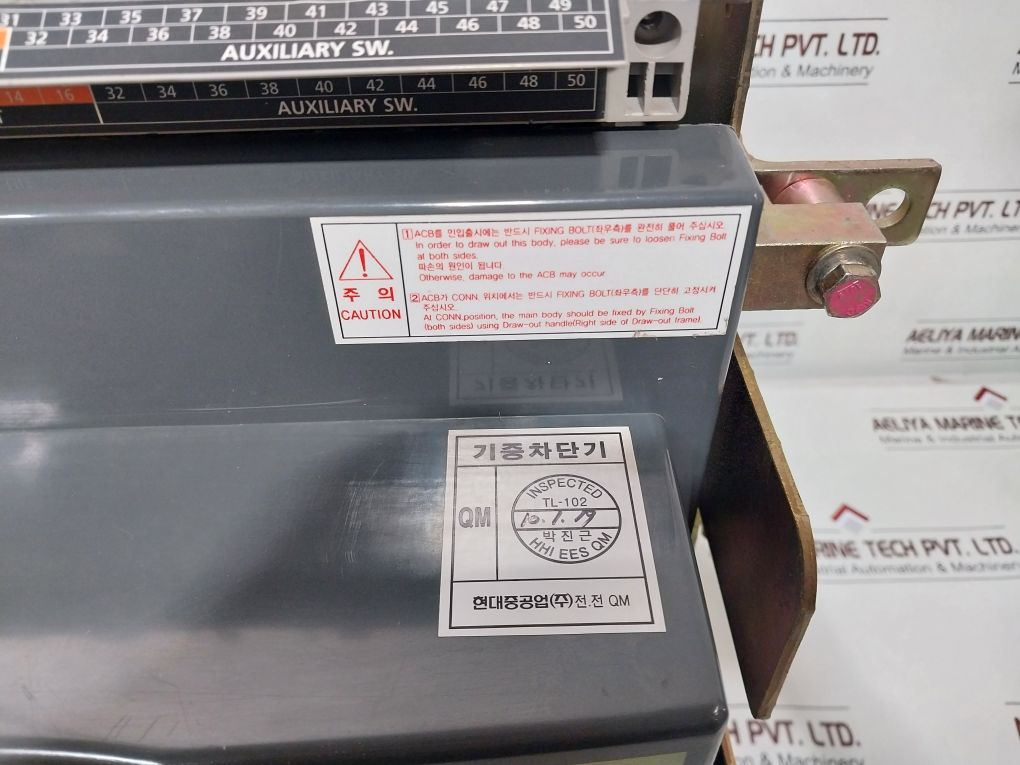 31 33 35 37 39 41 43 45 47 49
32 34 36 38 40 42 44 46 48 50
AUXILIARY SW.
14 16 32 34 36 38 40 42 44 46 48 50
AUXILIARY SW.
TECH PVT. LTD.
& Machinery
주 의
CAUTION
1 ACB를 인입출시에는 반드시 FIXING BOLT(좌우측)를 완전히 풀어 주십시오.
In order to draw out this body, please be sure to loosen Fixing Bolt
at both sides.
파손의 원인이 됩니다
Otherwise, damage to the ACB may occur.
2 ACB가 CONN. 위치에서는 반드시 FIXING BOLT(좌우측)를 단단히 고정시켜
주십시오.
At CONN.position, the main body should be fixed by Fixing Bolt
(both sides) using Draw-out handle(Right side of Draw-out frame).
기중차단기
QM
INSPECTED
TL-102
10.1.19
박진근
HHI EES QM
현대중공업(주)전.전 QM
AELIYA MARINE
Marine & Industrial
AELIYA MARINE TE
Marine & Industrial Au
MARINE TECH PVT. LTD.
Industrial Automation & Machinery
TECH PVT. LTD.